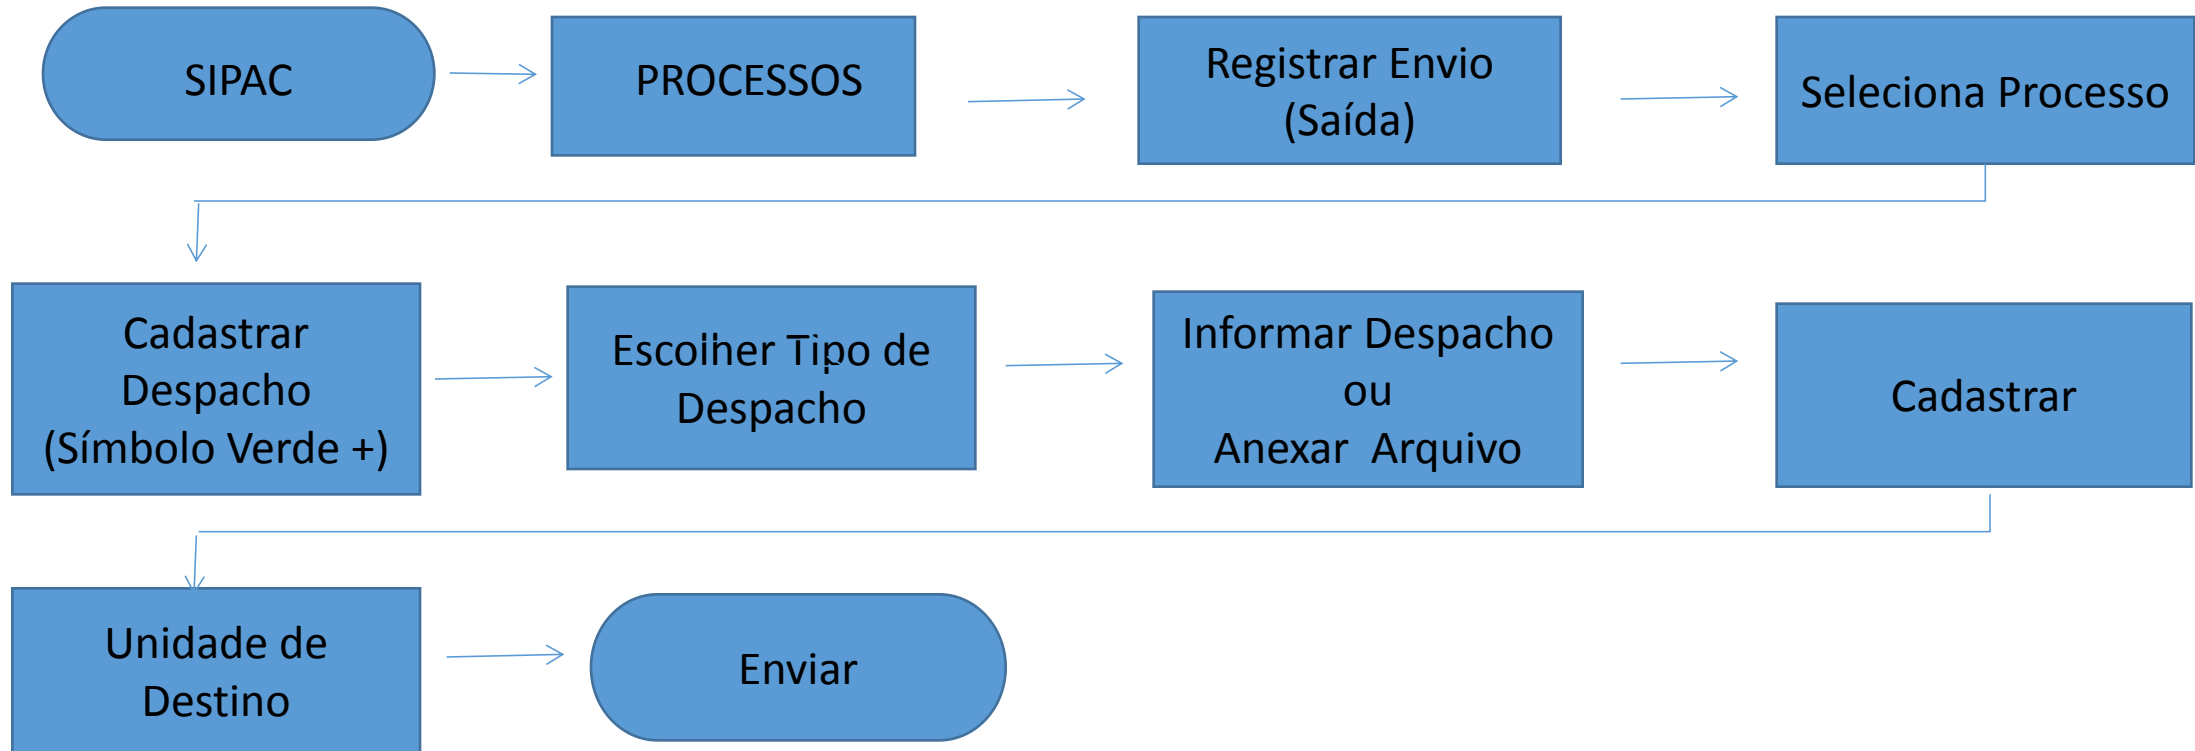 SIPAC
PROCESSOS
Registrar Envio
(Saída)
Seleciona Processo
Cadastrar
Despacho
(Símbolo Verde +)
Escolher Tipo de
Despacho
Informar Despacho
ou
Anexar  Arquivo
Cadastrar
Unidade de
Destino
Enviar